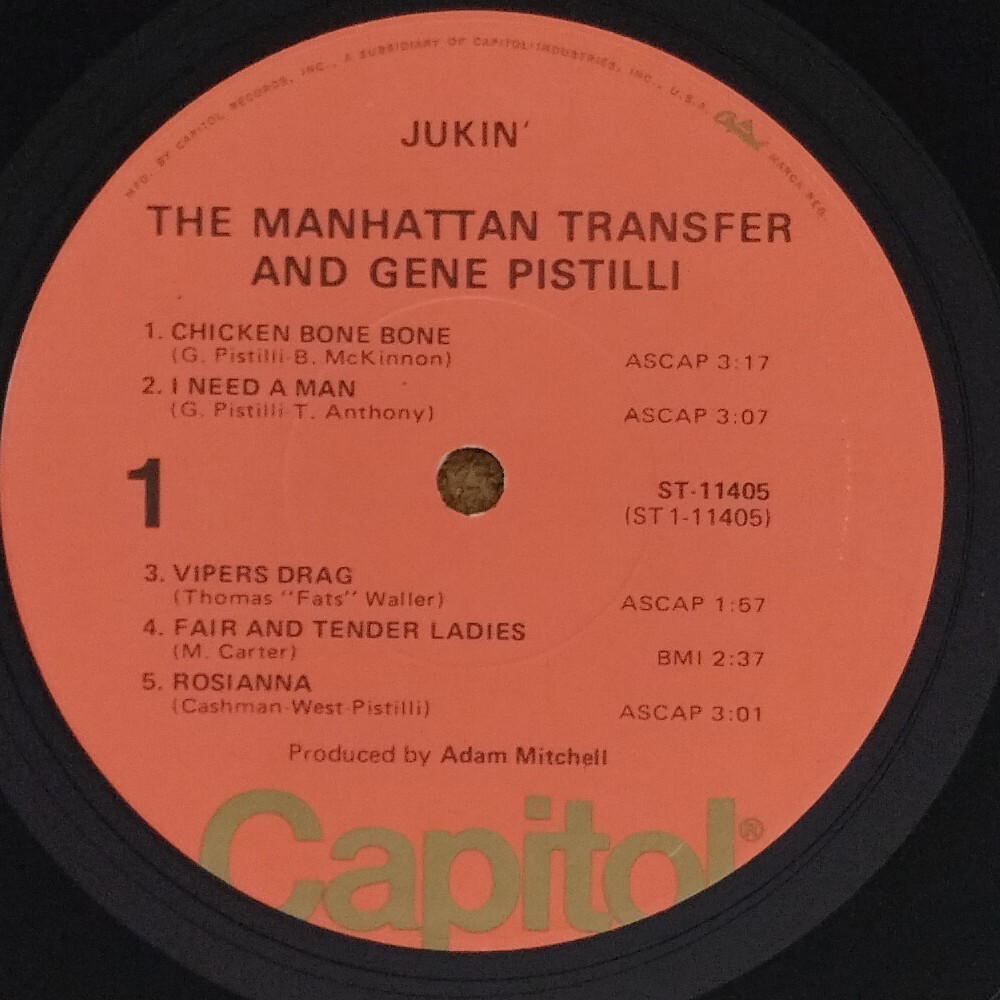 MFD. BY CAPITOL RECORDS, INC., A SUBSIDIARY OF CAPITOL INDUSTRIES, INC., U.S.A. Capitol MARCA REG.
JUKIN'
THE MANHATTAN TRANSFER
AND GENE PISTILLI
1. CHICKEN BONE BONE
(G. Pistilli-B. McKinnon) ASCAP 3:17
2. I NEED A MAN
(G. Pistilli-T. Anthony) ASCAP 3:07
1
ST-11405
(ST 1-11405)
3. VIPERS DRAG
(Thomas "Fats" Waller) ASCAP 1:57
4. FAIR AND TENDER LADIES
(M. Carter) BMI 2:37
5. ROSIANNA
(Cashman-West-Pistilli) ASCAP 3:01
Produced by Adam Mitchell
Capitol®